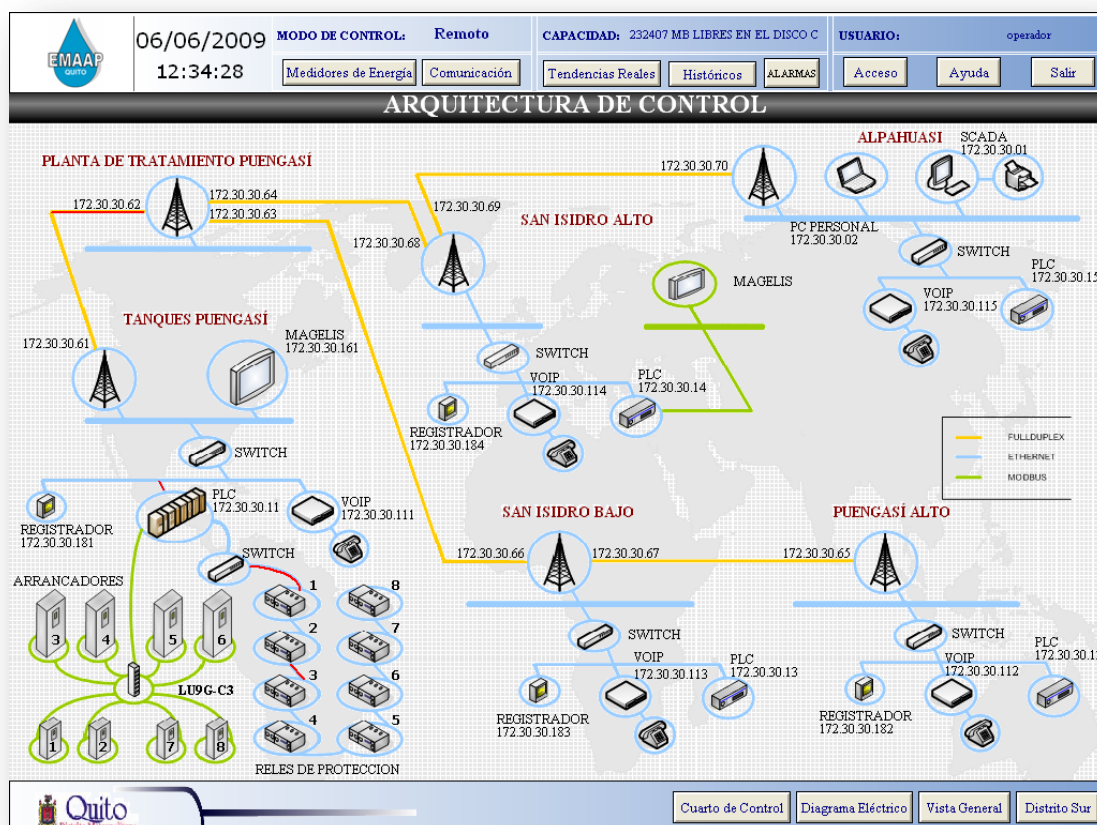 EMAAP
QUITO
06/06/2009
12:34:28
MODO DE CONTROL: Remoto
Medidores de Energía
Comunicación
CAPACIDAD: 232407 MB LIBRES EN EL DISCO C
Tendencias Reales
Históricos
ALARMAS
USUARIO: operador
Acceso
Ayuda
Salir
ARQUITECTURA DE CONTROL
PLANTA DE TRATAMIENTO PUENGASÍ
172.30.30.62
172.30.30.64
172.30.30.63
172.30.30.69
172.30.30.68
SAN ISIDRO ALTO
172.30.30.70
ALPAHUASI
SCADA
172.30.30.01
PC PERSONAL
172.30.30.02
SWITCH
PLC
172.30.30.15
VOIP
172.30.30.115
MAGELIS
SWITCH
VOIP
172.30.30.114
PLC
172.30.30.14
REGISTRADOR
172.30.30.184
TANQUES PUENGASÍ
172.30.30.61
MAGELIS
172.30.30.161
SWITCH
PLC
172.30.30.11
VOIP
172.30.30.111
REGISTRADOR
172.30.30.181
SWITCH
ARRANCADORES
3
4
5
6
LU9G-C3
1
2
7
8
1
2
3
4
8
7
6
5
RELES DE PROTECCION
FULLDUPLEX
ETHERNET
MODBUS
SAN ISIDRO BAJO
172.30.30.66
172.30.30.67
SWITCH
VOIP
172.30.30.113
PLC
172.30.30.13
REGISTRADOR
172.30.30.183
PUENGASÍ ALTO
172.30.30.65
SWITCH
VOIP
172.30.30.112
PLC
REGISTRADOR
172.30.30.182
Quito
Cuarto de Control
Diagrama Eléctrico
Vista General
Distrito Sur